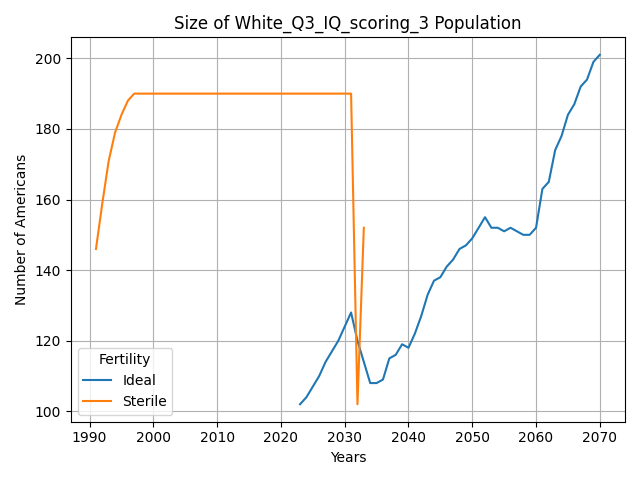 Size of White_Q3_IQ_scoring_3 Population
Number of Americans
200
180
160
140
120
100
Fertility
Ideal
Sterile
1990 2000 2010 2020 2030 2040 2050 2060 2070
Years